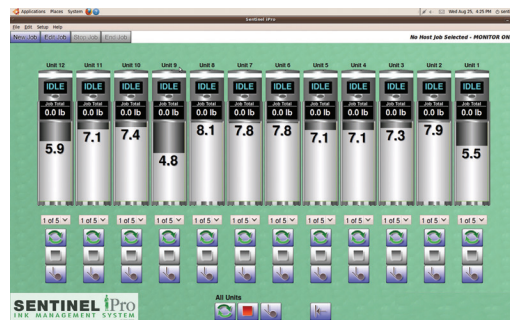 Applications Places System
Wed Aug 25, 4:25 PM
Sentinel iPro
File Edit Setup Help
New Job Edit Job Stop Job End Job
No Host Job Selected - MONITOR ON
Unit 12 Unit 11 Unit 10 Unit 9 Unit 8 Unit 7 Unit 6 Unit 5 Unit 4 Unit 3 Unit 2 Unit 1
IDLE IDLE IDLE IDLE IDLE IDLE IDLE IDLE IDLE IDLE IDLE IDLE
Job Total Job Total Job Total Job Total Job Total Job Total Job Total Job Total Job Total Job Total Job Total Job Total
0.0 lb 0.0 lb 0.0 lb 0.0 lb 0.0 lb 0.0 lb 0.0 lb 0.0 lb 0.0 lb 0.0 lb 0.0 lb 0.0 lb
5.9 7.1 7.4 4.8 8.1 7.8 7.8 7.1 7.1 7.3 7.9 5.5
1 of 5 1 of 5 1 of 5 1 of 5 1 of 5 1 of 5 1 of 5 1 of 5 1 of 5 1 of 5 1 of 5 1 of 5
All Units
SENTINEL iPro
INK MANAGEMENT SYSTEM